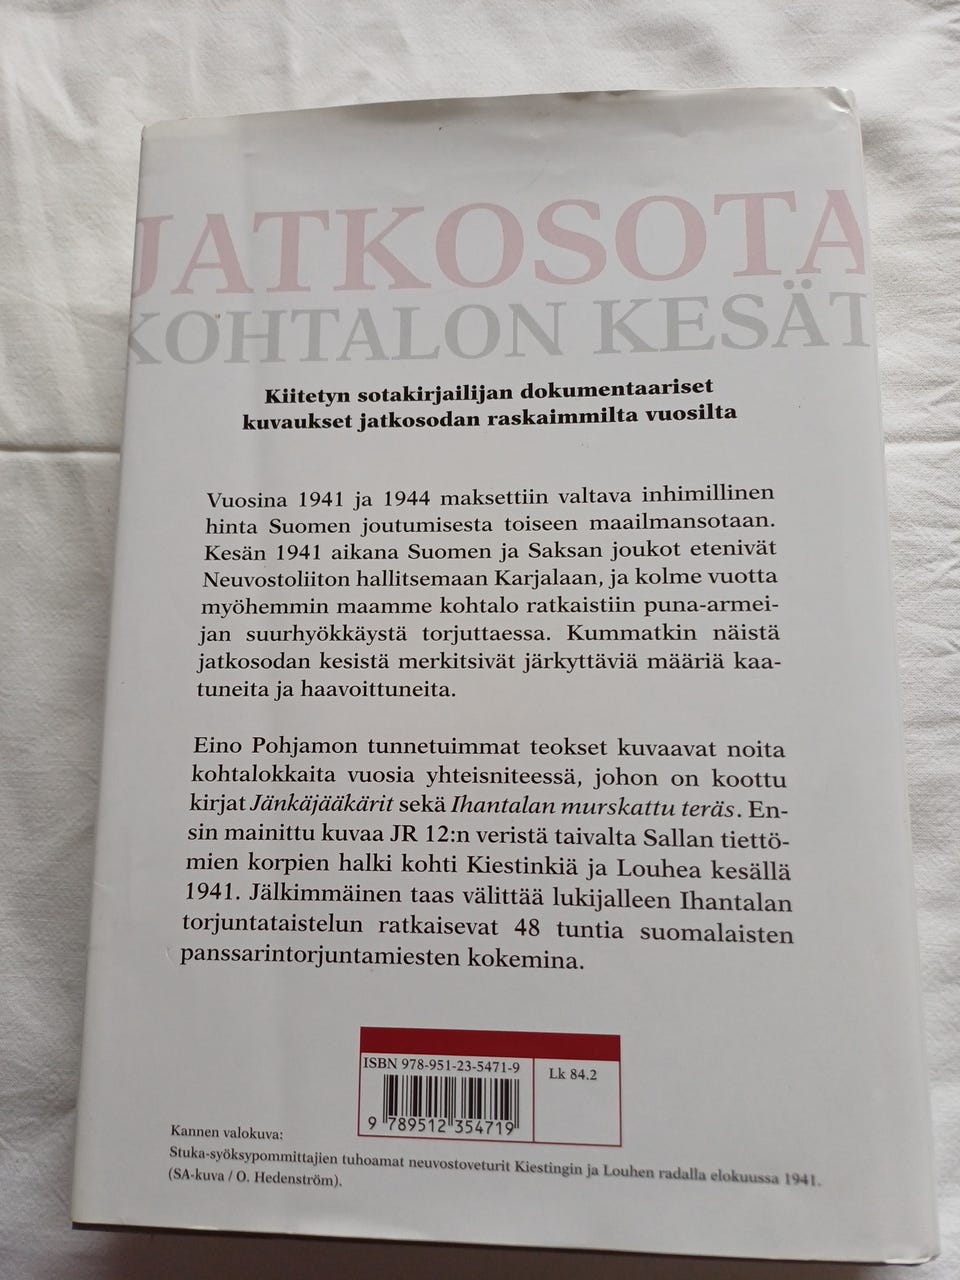 JATKOSOTA
KOHTALON KESÄT
Kiitetyn sotakirjailijan dokumentaariset
kuvaukset jatkosodan raskaimmilta vuosilta
Vuosina 1941 ja 1944 maksettiin valtava inhimillinen
hinta Suomen joutumisesta toiseen maailmansotaan.
Kesän 1941 aikana Suomen ja Saksan joukot etenivät
Neuvostoliiton hallitsemaan Karjalaan, ja kolme vuotta
myöhemmin maamme kohtalo ratkaistiin puna-armei-
jan suurhyökkäystä torjuttaessa. Kummatkin näistä
jatkosodan kesistä merkitsivät järkyttäviä määriä kaa-
tuneita ja haavoittuneita.
Eino Pohjamon tunnetuimmat teokset kuvaavat noita
kohtalokkaita vuosia yhteisniteessä, johon on koottu
kirjat Jänkäjääkärit sekä Ihantalan murskattu teräs. En-
sin mainittu kuvaa JR 12:n veristä taivalta Sallan tiettö-
mien korpien halki kohti Kiestinkiä ja Louhea kesällä
1941. Jälkimmäinen taas välittää lukijalleen Ihantalan
torjuntataistelun ratkaisevat 48 tuntia suomalaisten
panssarintorjuntamiesten kokemina.
ISBN 978-951-23-5471-9
Lk 84.2
9 789512 354719
Kannen valokuva:
Stuka-syöksypommittajien tuhoamat neuvostoveturit Kiestingin ja Louhen radalla elokuussa 1941.
(SA-kuva / O. Hedenström).